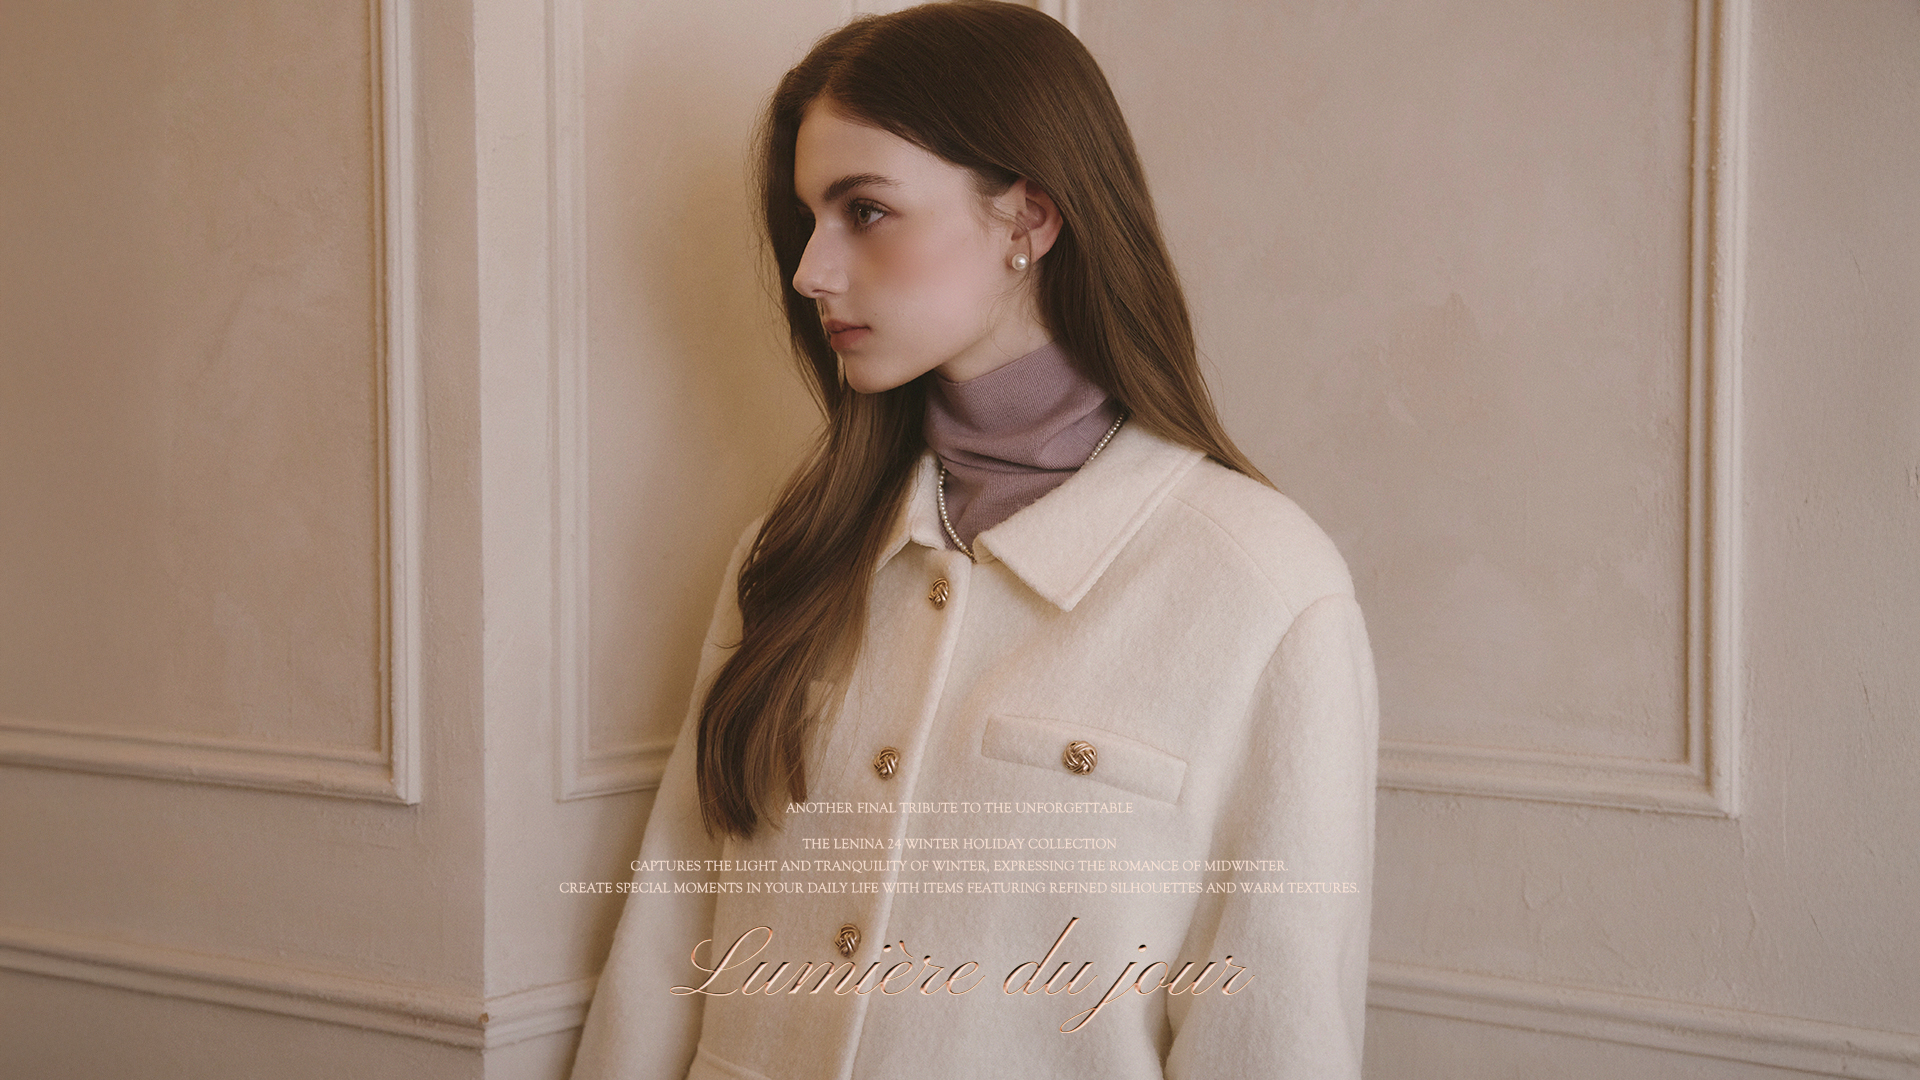 ANOTHER FINAL TRIBUTE TO THE UNFORGETTABLE
THE LENINA 24 WINTER HOLIDAY COLLECTION
CAPTURES THE LIGHT AND TRANQUILITY OF WINTER, EXPRESSING THE ROMANCE OF MIDWINTER.
CREATE SPECIAL MOMENTS IN YOUR DAILY LIFE WITH ITEMS FEATURING REFINED SILHOUETTES AND WARM TEXTURES.
Lumière du jour